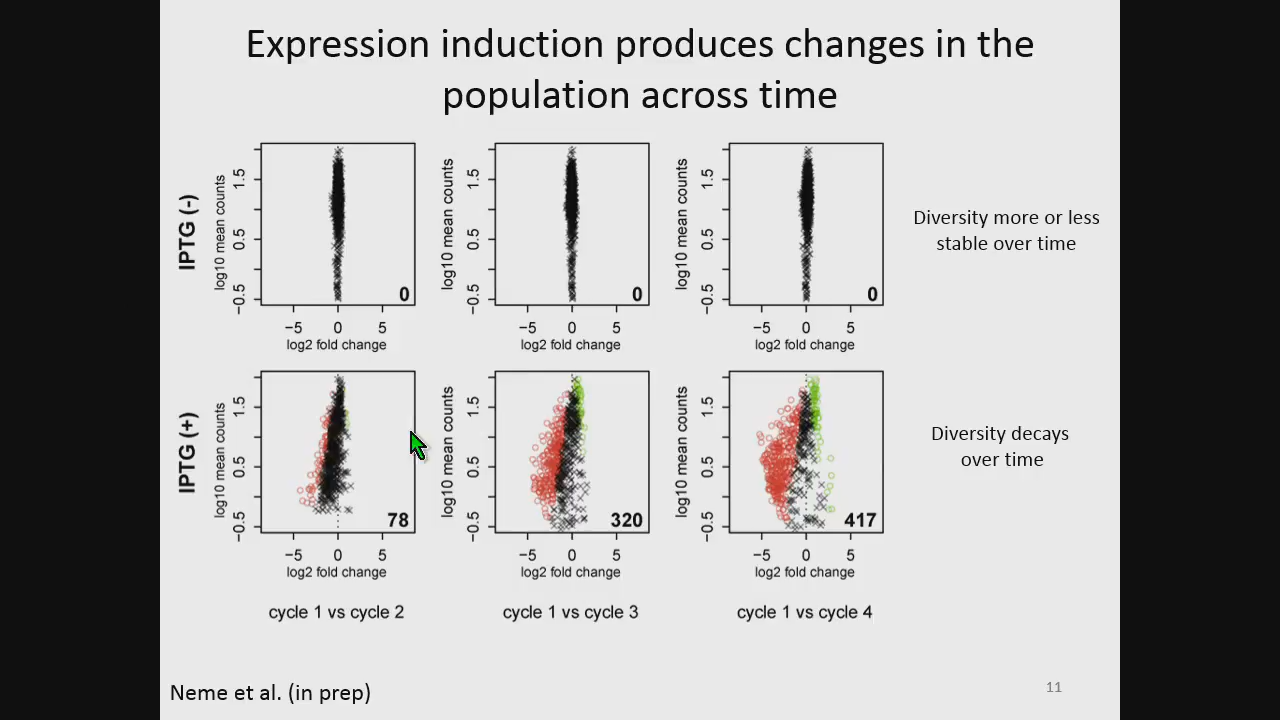 Expression induction produces changes in the
population across time
IPTG (-)
log10 mean counts
1.5
0.5
−0.5
0
−5 0 5
log2 fold change
log10 mean counts
1.5
0.5
−0.5
0
−5 0 5
log2 fold change
log10 mean counts
1.5
0.5
−0.5
0
−5 0 5
log2 fold change
Diversity more or less
stable over time
IPTG (+)
log10 mean counts
1.5
0.5
−0.5
78
−5 0 5
log2 fold change
cycle 1 vs cycle 2
log10 mean counts
1.5
0.5
−0.5
320
−5 0 5
log2 fold change
cycle 1 vs cycle 3
log10 mean counts
1.5
0.5
−0.5
417
−5 0 5
log2 fold change
cycle 1 vs cycle 4
Diversity decays
over time
Neme et al. (in prep)
11